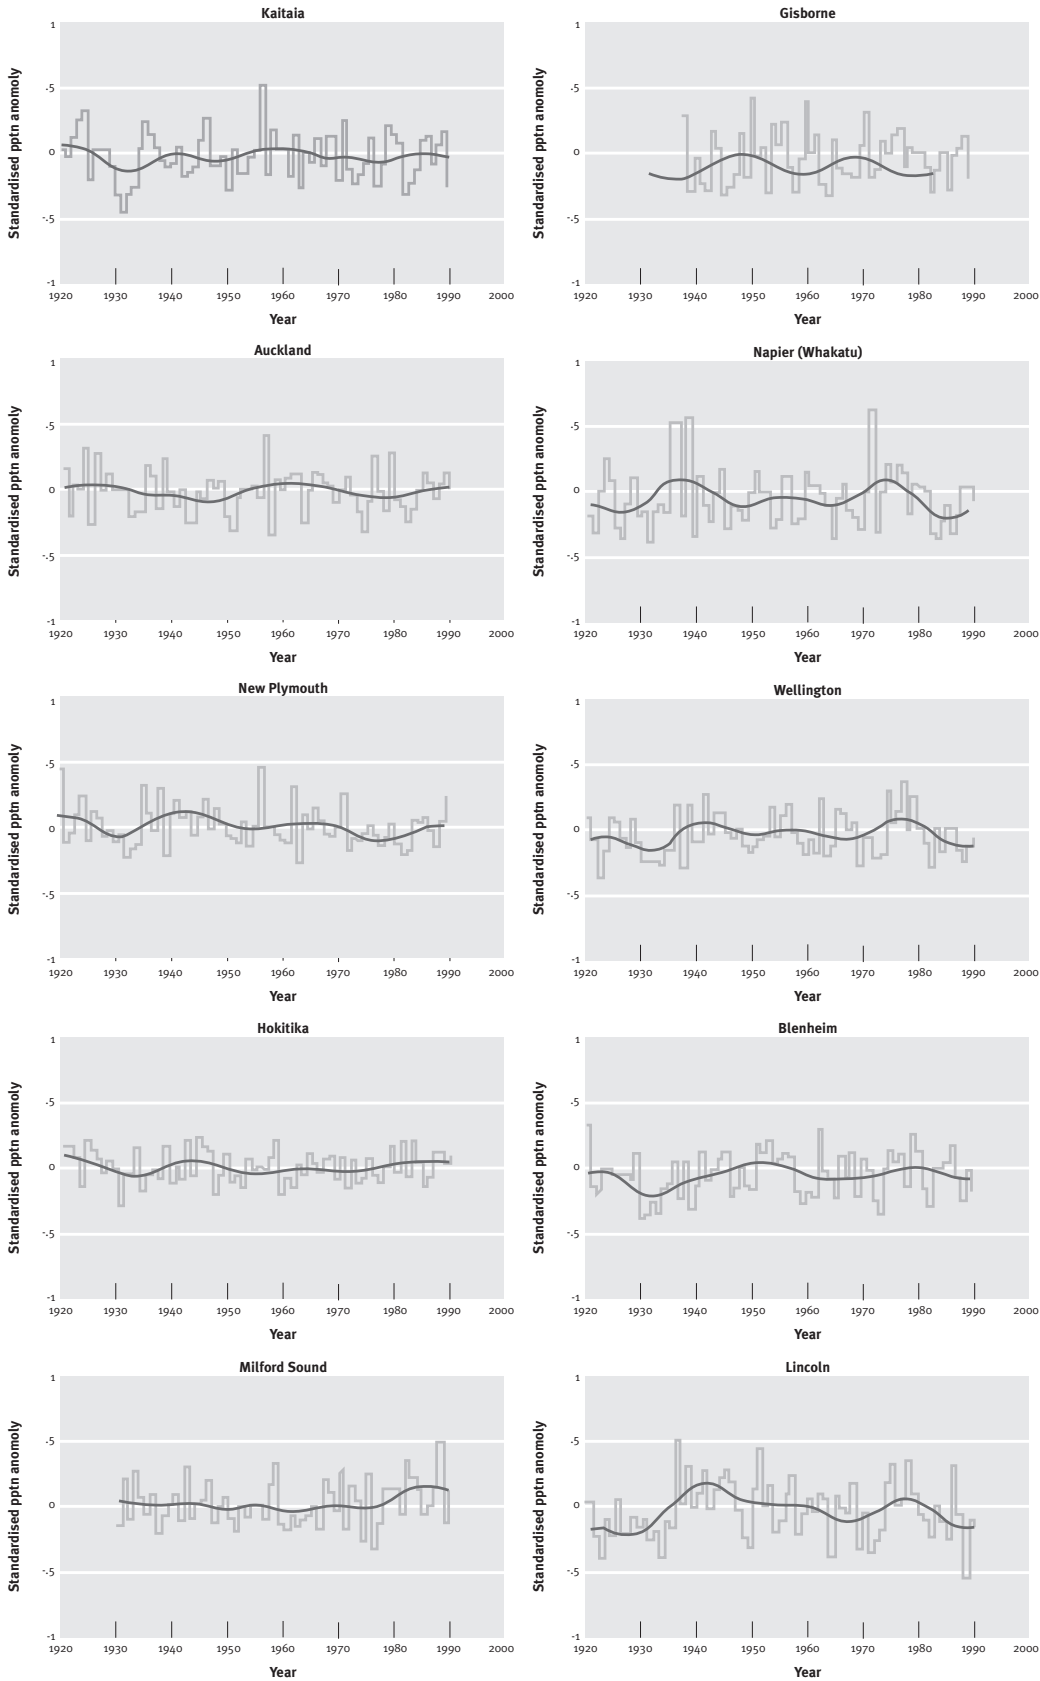 Kaitaia
Standardised pptn anomoly
1
.5
0
-.5
-1
1920 1930 1940 1950 1960 1970 1980 1990 2000
Year
Gisborne
Standardised pptn anomoly
1
.5
0
-.5
-1
1920 1930 1940 1950 1960 1970 1980 1990 2000
Year
Auckland
Standardised pptn anomoly
1
.5
0
-.5
-1
1920 1930 1940 1950 1960 1970 1980 1990 2000
Year
Napier (Whakatu)
Standardised pptn anomoly
1
.5
0
-.5
-1
1920 1930 1940 1950 1960 1970 1980 1990 2000
Year
New Plymouth
Standardised pptn anomoly
1
.5
0
-.5
-1
1920 1930 1940 1950 1960 1970 1980 1990 2000
Year
Wellington
Standardised pptn anomoly
1
.5
0
-.5
-1
1920 1930 1940 1950 1960 1970 1980 1990 2000
Year
Hokitika
Standardised pptn anomoly
1
.5
0
-.5
-1
1920 1930 1940 1950 1960 1970 1980 1990 2000
Year
Blenheim
Standardised pptn anomoly
1
.5
0
-.5
-1
1920 1930 1940 1950 1960 1970 1980 1990 2000
Year
Milford Sound
Standardised pptn anomoly
1
.5
0
-.5
-1
1920 1930 1940 1950 1960 1970 1980 1990 2000
Year
Lincoln
Standardised pptn anomoly
1
.5
0
-.5
-1
1920 1930 1940 1950 1960 1970 1980 1990 2000
Year